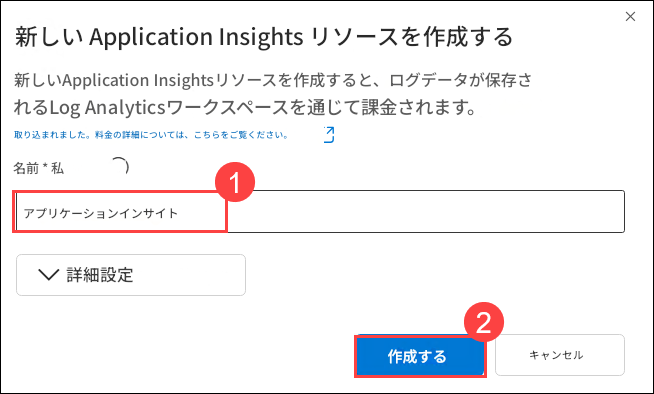 新しい Application Insights リソースを作成する
新しいApplication Insightsリソースを作成すると、ログデータが保存さ
れるLog Analyticsワークスペースを通じて課金されます。
取り込まれました。料金の詳細については、こちらをご覧ください。
名前 * 私
1
アプリケーションインサイト
詳細設定
2
作成する
キャンセル